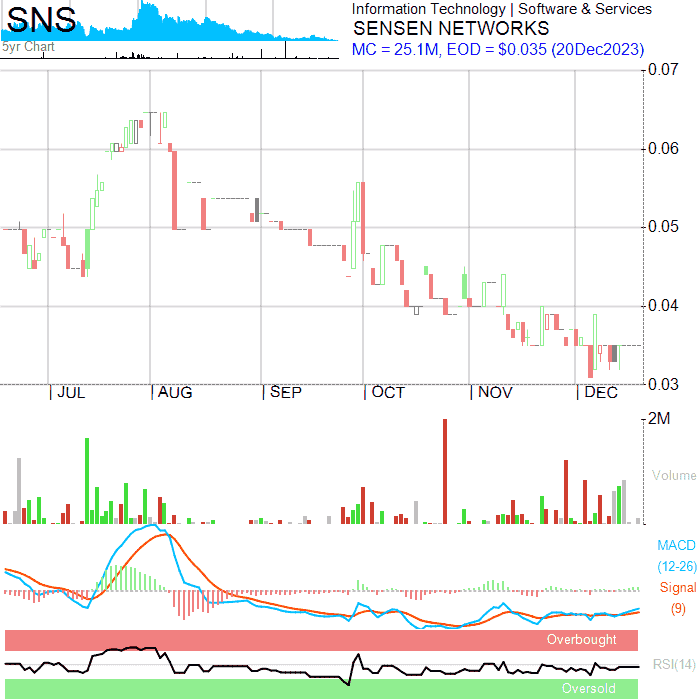 SNS
5yr Chart
Information Technology | Software & Services
SENSEN NETWORKS
MC = 25.1M, EOD = $0.035 (20Dec2023)
0.07
0.06
0.05
0.04
0.03
JUL AUG SEP OCT NOV DEC
2M
Volume
MACD
(12-26)
Signal
(9)
Overbought
RSI(14)
Oversold